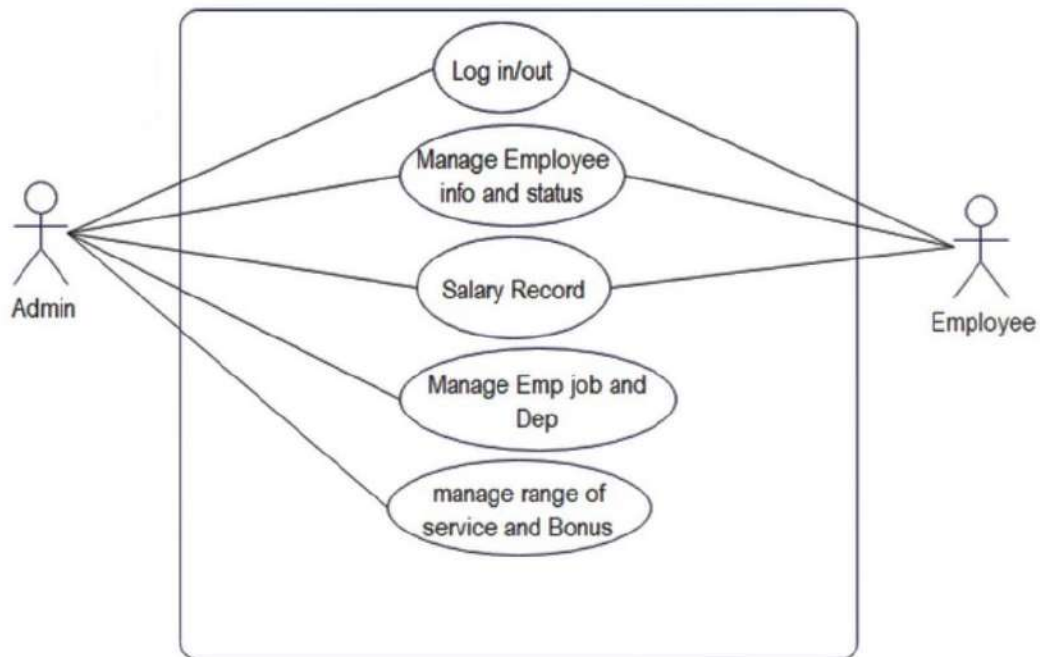 Log in/out
Manage Employee
info and status
Salary Record
Manage Emp job and
Dep
manage range of
service and Bonus
Admin
Employee